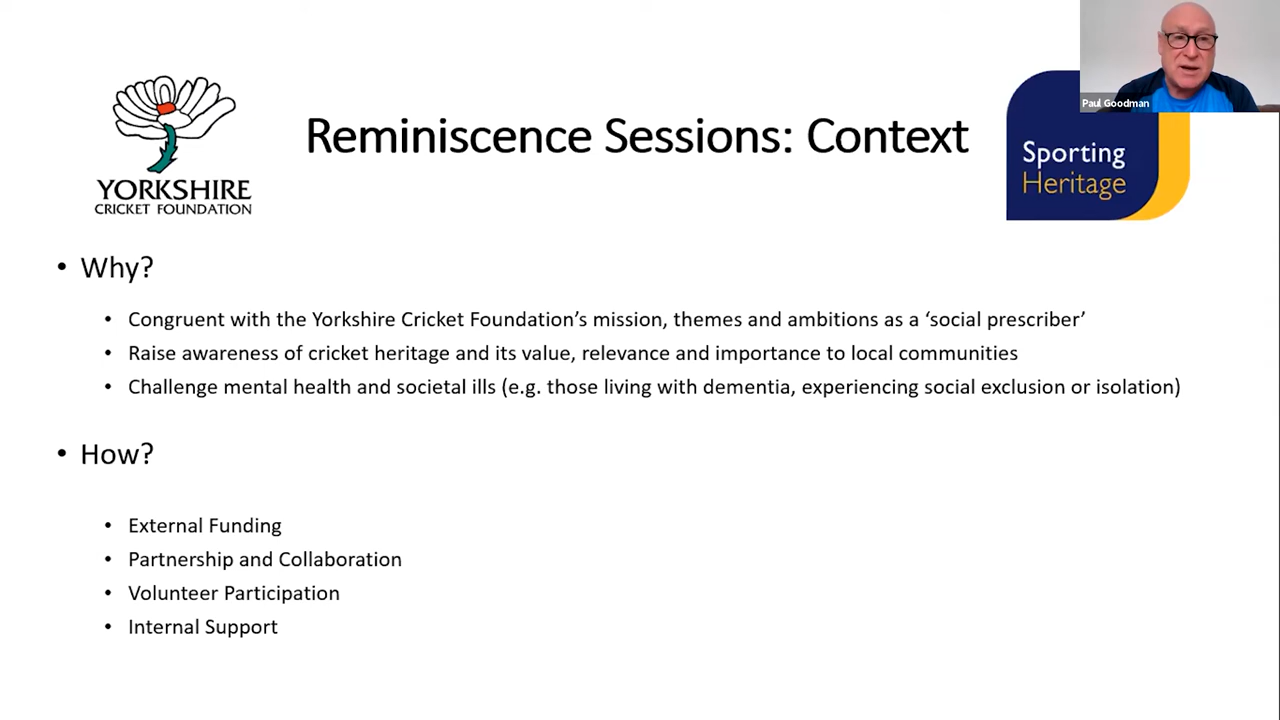 Paul Goodman
Reminiscence Sessions: Context
YORKSHIRE
CRICKET FOUNDATION
Sporting
Heritage
• Why?
• Congruent with the Yorkshire Cricket Foundation’s mission, themes and ambitions as a ‘social prescriber’
• Raise awareness of cricket heritage and its value, relevance and importance to local communities
• Challenge mental health and societal ills (e.g. those living with dementia, experiencing social exclusion or isolation)
• How?
• External Funding
• Partnership and Collaboration
• Volunteer Participation
• Internal Support